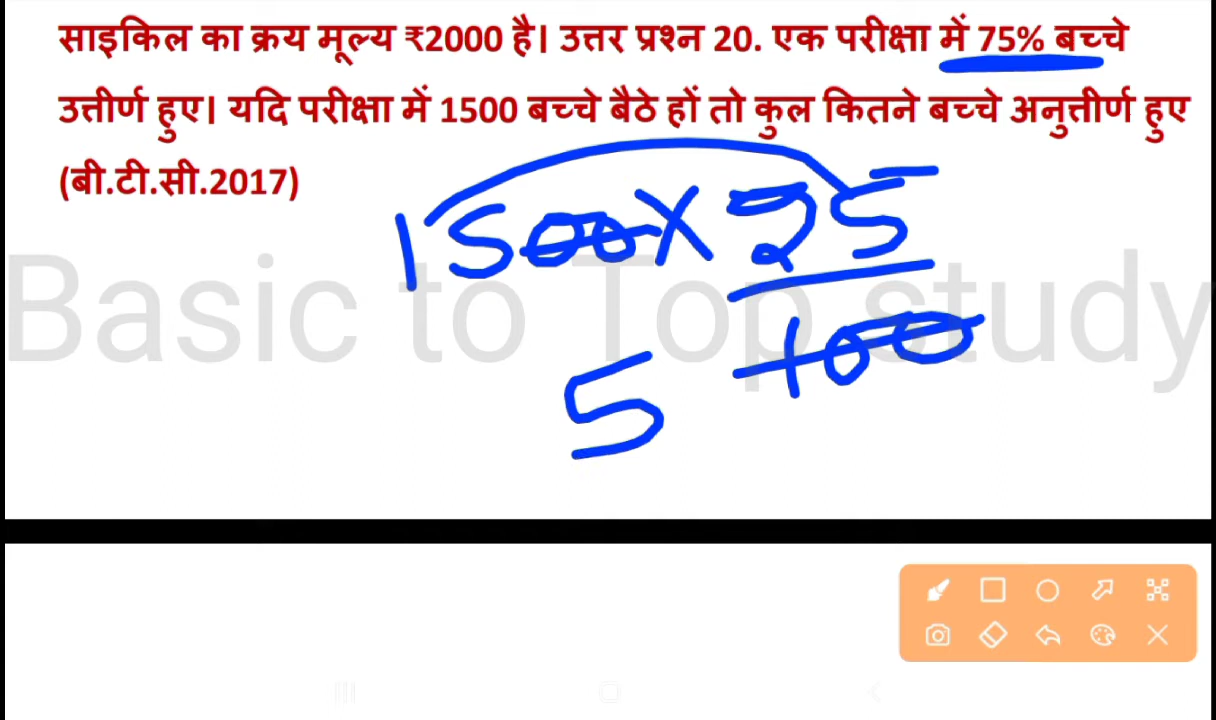 साइकिल का क्रय मूल्य ₹2000 है। उत्तर प्रश्न 20. एक परीक्षा में 75% बच्चे
उत्तीर्ण हुए। यदि परीक्षा में 1500 बच्चे बैठे हों तो कुल कितने बच्चे अनुत्तीर्ण हुए
(बी.टी.सी.2017)
1500 x 25
Basic to Top study
100
5